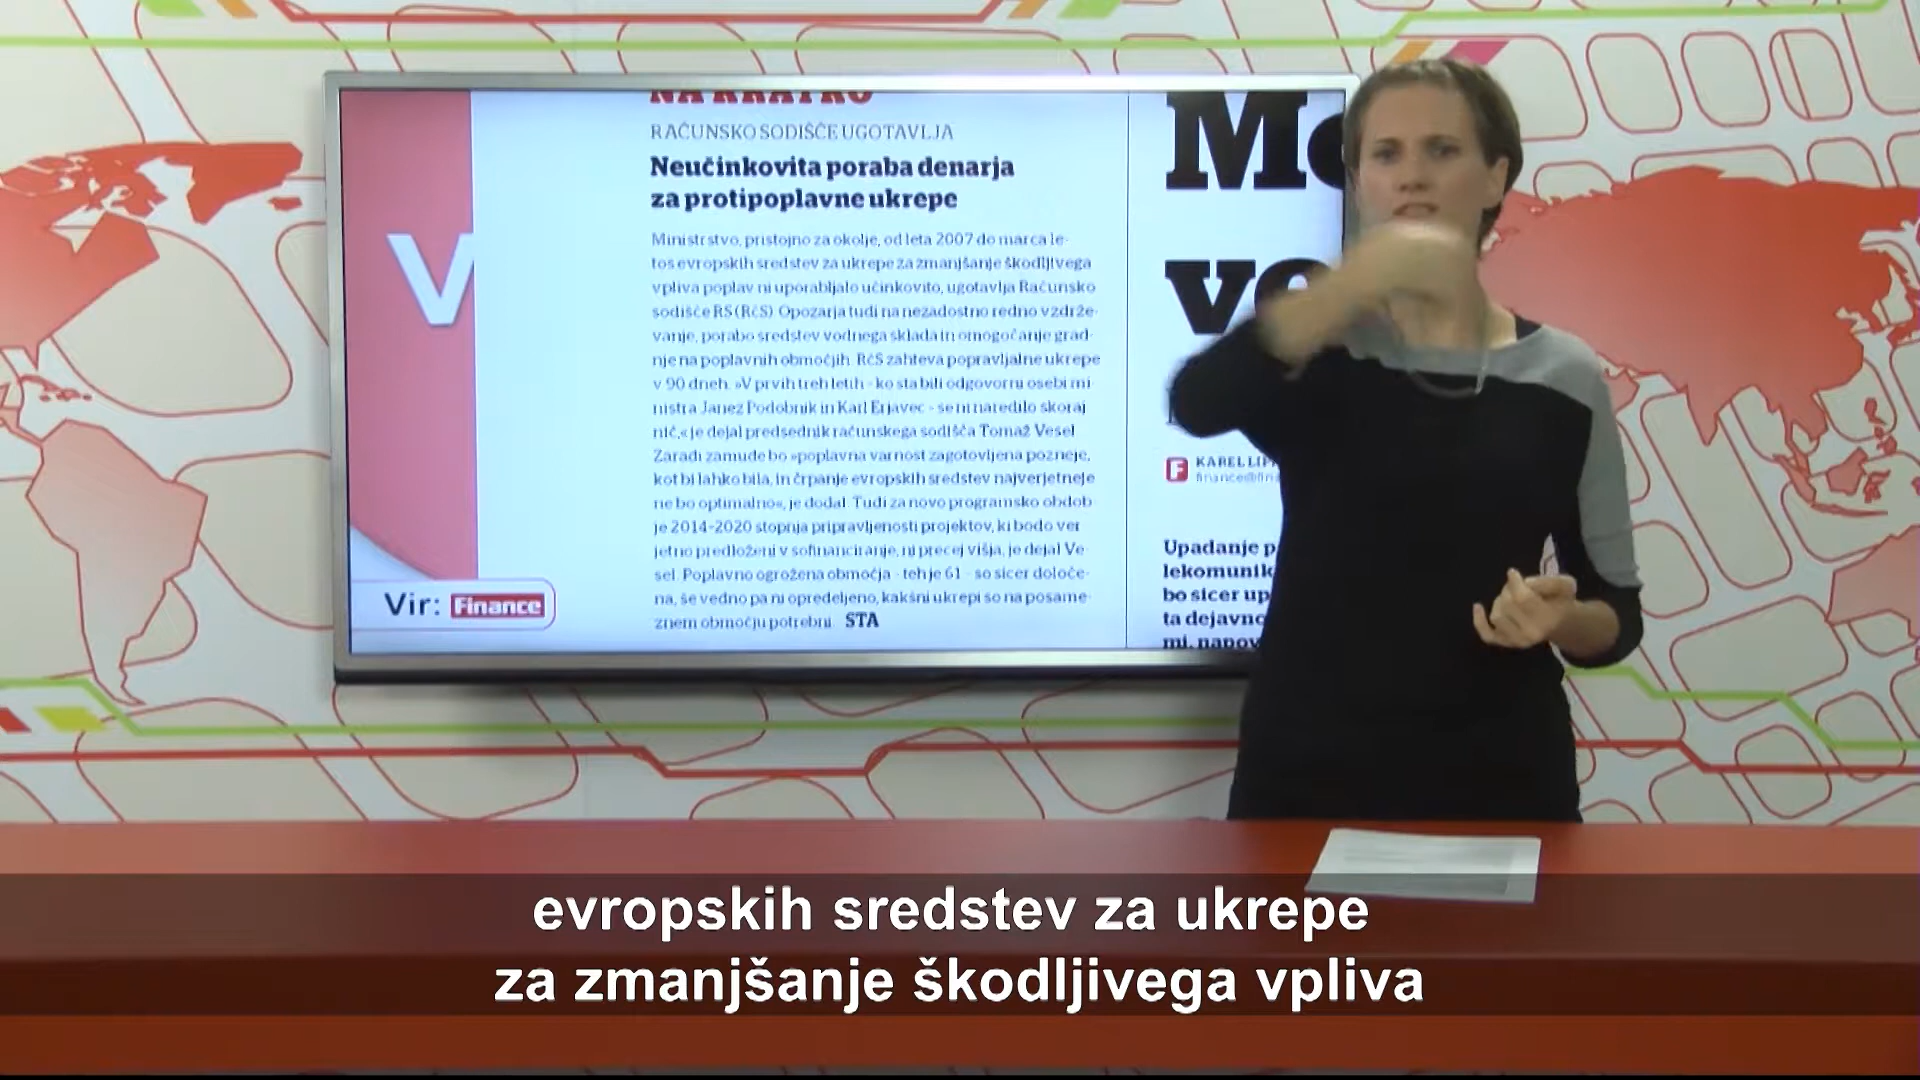 NA KRATKO
RAČUNSKO SODIŠČE UGOTAVLJA
Neučinkovita poraba denarja
za protipoplavne ukrepe
Ministrstvo, pristojno za okolje, od leta 2007 do marca le-
tos evropskih sredstev za ukrepe za zmanjšanje škodljivega
vpliva poplav ni uporabljalo učinkovito, ugotavlja Računsko
sodišče RS (RčS). Opozarja tudi na nezadostno redno vzdrže-
vanje, porabo sredstev vodnega sklada in omogočanje grad-
nje na poplavnih območjih. RčS zahteva popravljalne ukrepe
v 90 dneh. »V prvih treh letih - ko sta bili odgovorni osebi mi
nistra Janez Podobnik in Karl Erjavec - se ni naredilo skoraj
nič,« je dejal predsednik računskega sodišča Tomaž Vesel.
Zaradi zamude bo »poplavna varnost zagotovljena pozneje,
kot bi lahko bila, in črpanje evropskih sredstev najverjetneje
ne bo optimalno«, je dodal. Tudi za novo programsko obdob
je 2014-2020 stopnja pripravljenosti projektov, ki bodo ver
jetno predloženi v sofinanciranje, ni precej višja, je dejal Ve
sel. Poplavno ogrožena območja - teh je 61 - so sicer določe-
na, še vedno pa ni opredeljeno, kakšni ukrepi so na posame-
znem območju potrebni. STA
V
Vir: Finance
M
ve
F KAREL LIP
finance@fin
Upadanje p
lekomunik
bo sicer up
ta dejavno
mi, napov
evropskih sredstev za ukrepe
za zmanjšanje škodljivega vpliva